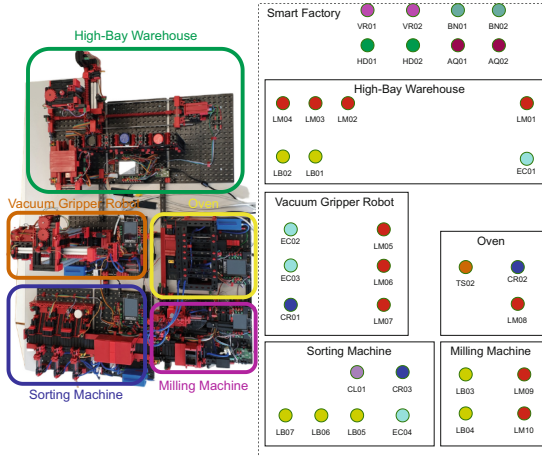 High-Bay Warehouse
Vacuum Gripper Robot
Oven
Sorting Machine
Milling Machine
Smart Factory
VR01 VR02 BN01 BN02
HD01 HD02 AQ01 AQ02
High-Bay Warehouse
LM04 LM03 LM02 LM01
LB02 LB01 EC01
Vacuum Gripper Robot
EC02 LM05
EC03 LM06
CR01 LM07
Oven
TS02 CR02
LM08
Sorting Machine
CL01 CR03
LB07 LB06 LB05 EC04
Milling Machine
LB03 LM09
LB04 LM10